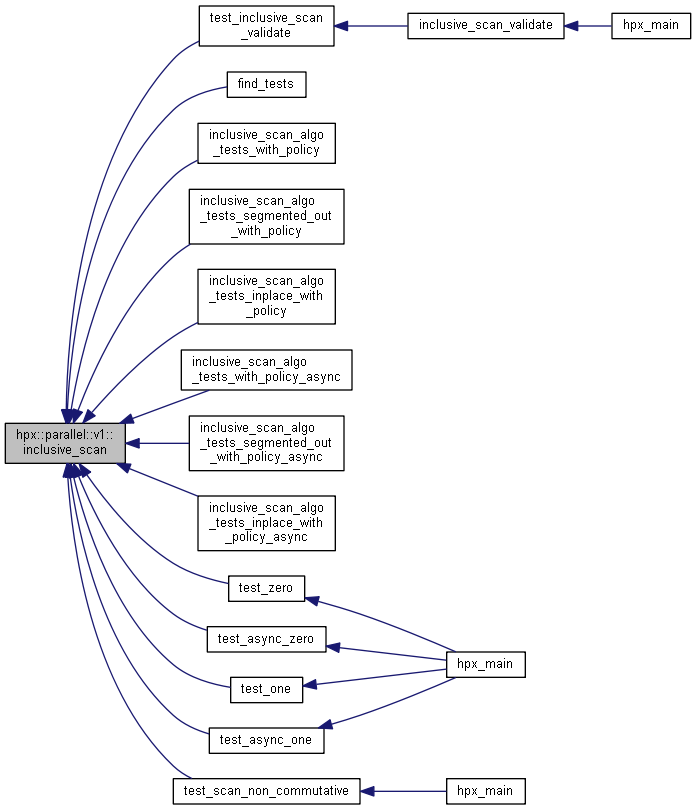 test_inclusive_scan
_validate
inclusive_scan_validate
hpx_main
find_tests
inclusive_scan_algo
_tests_with_policy
inclusive_scan_algo
_tests_segmented_out
_with_policy
inclusive_scan_algo
_tests_inplace_with
_policy
inclusive_scan_algo
_tests_with_policy_async
hpx::parallel::v1::
inclusive_scan
inclusive_scan_algo
_tests_segmented_out
_with_policy_async
inclusive_scan_algo
_tests_inplace_with
_policy_async
test_zero
test_async_zero
hpx_main
test_one
test_async_one
test_scan_non_commutative
hpx_main